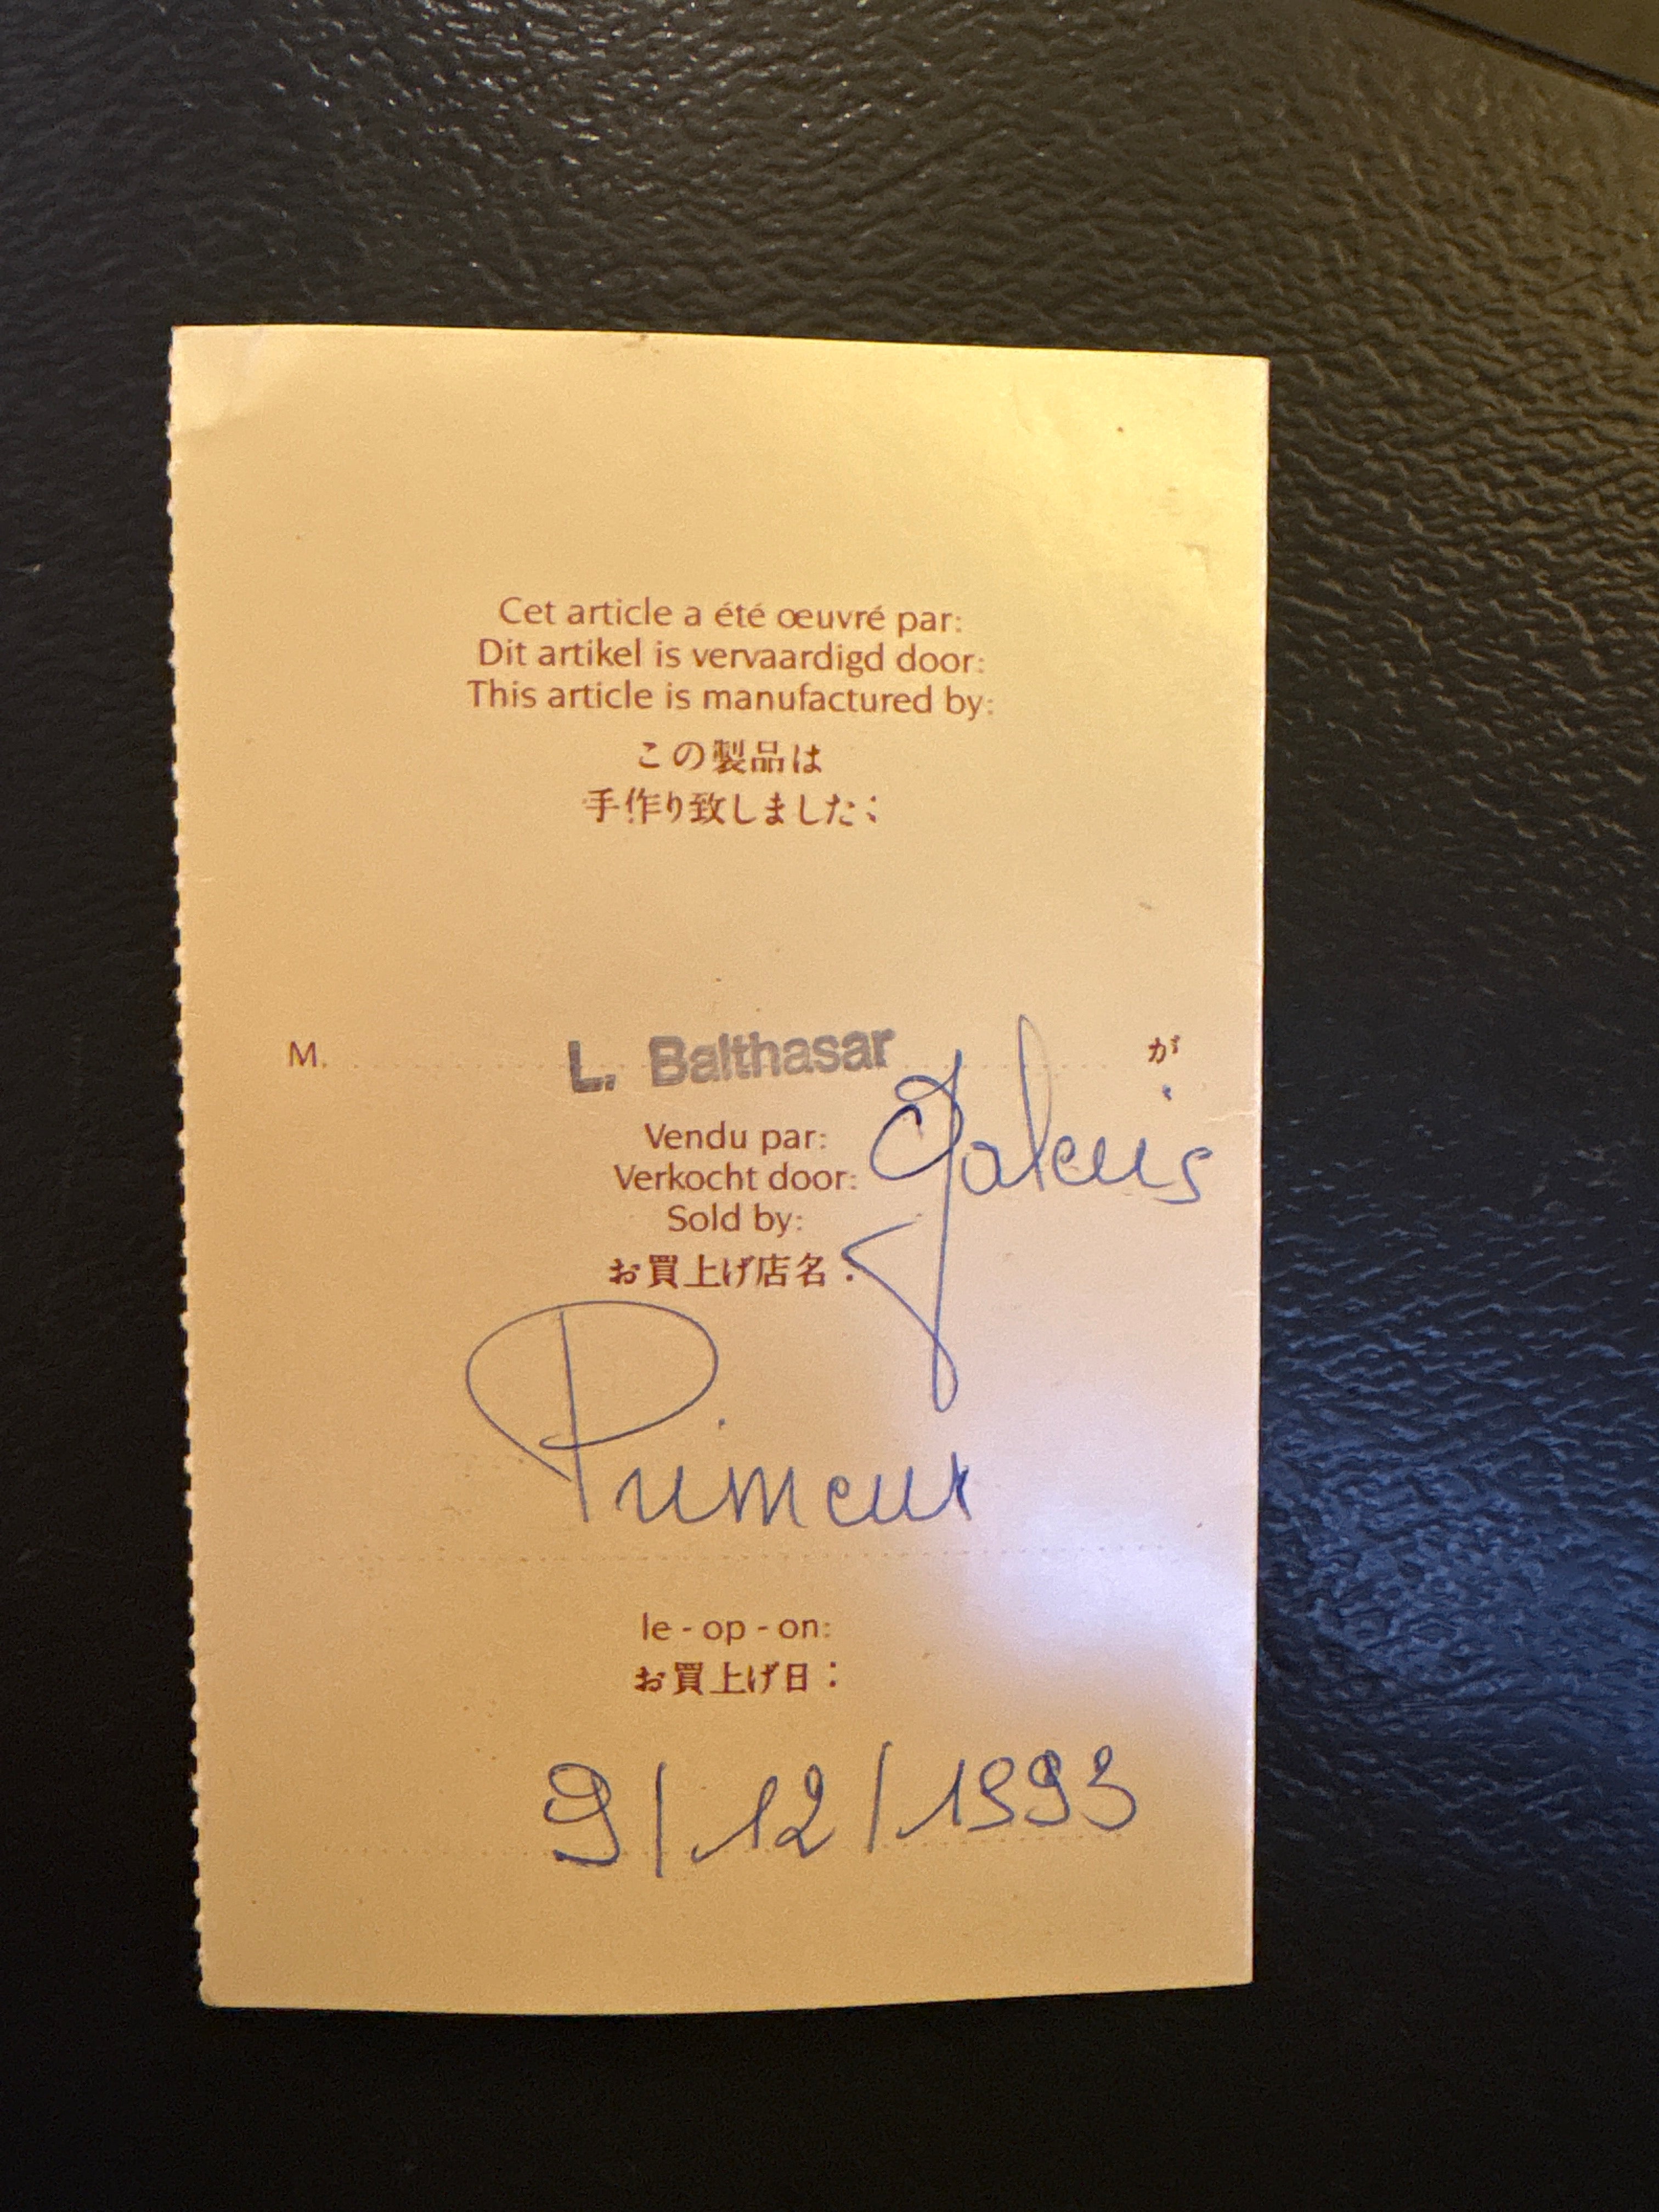 Cet article a été œuvré par:
Dit artikel is vervaardigd door:
This article is manufactured by:
この製品は
手作り致しました:
M. L. Balthasar が
Vendu par:
Verkocht door:
Sold by:
お買上げ店名:
Primeur
le - op - on:
お買上げ日:
9/12/1993